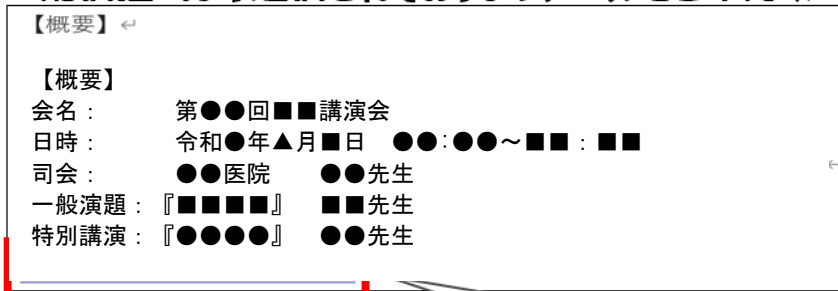 【概要】
【概要】
会名： 第●●回■■講演会
日時： 令和●年▲月■日 ●●：●●～■■：■■
司会： ●●医院 ●●先生
一般演題：『■■■■』 ■■先生
特別講演：『●●●●』 ●●先生